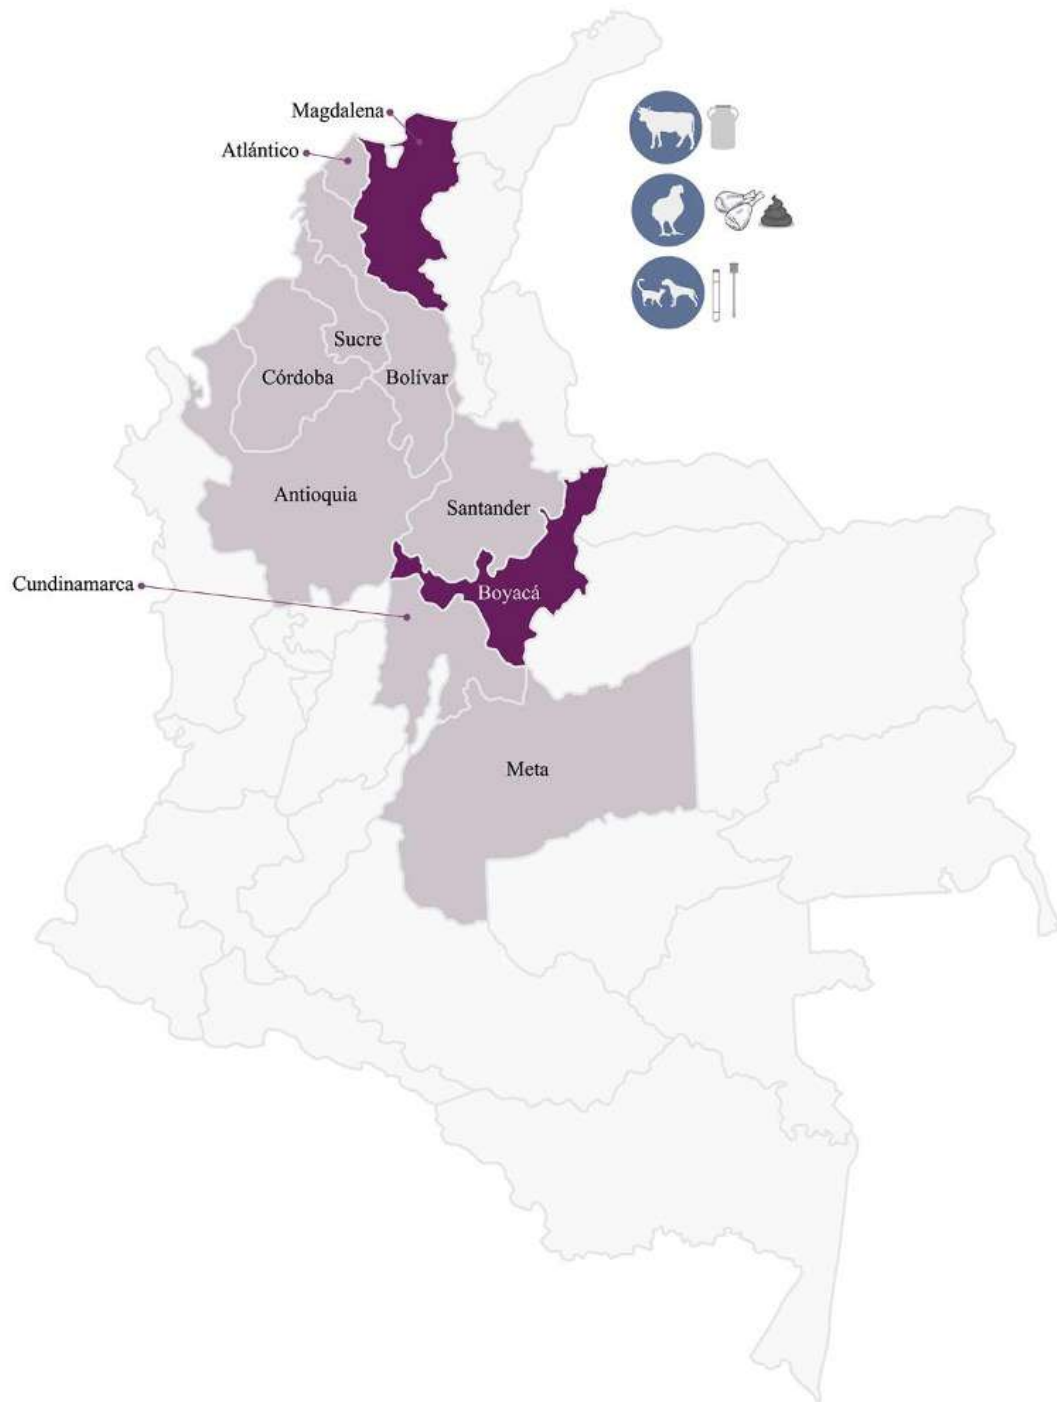 Magdalena
Atlántico
Sucre
Córdoba
Bolívar
Antioquia
Santander
Cundinamarca
Boyacá
Meta